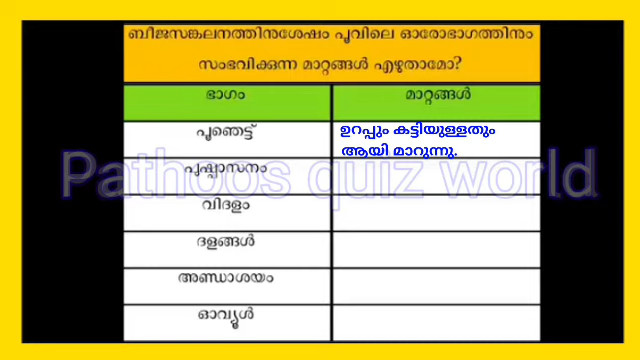 ബീജസങ്കലനത്തിനുശേഷം പൂവിലെ ഓരോഭാഗത്തിനും
സംഭവിക്കുന്ന മാറ്റങ്ങൾ എഴുതാമോ?
ഭാഗം മാറ്റങ്ങൾ
പൂഞെട്ട് ഉറപ്പും കട്ടിയുള്ളതും
ആയി മാറുന്നു.
പുഷ്പാസനം
Pathoos quiz world
വിദളം
ദളങ്ങൾ
അണ്ഡാശയം
ഓവ്യൂൾ